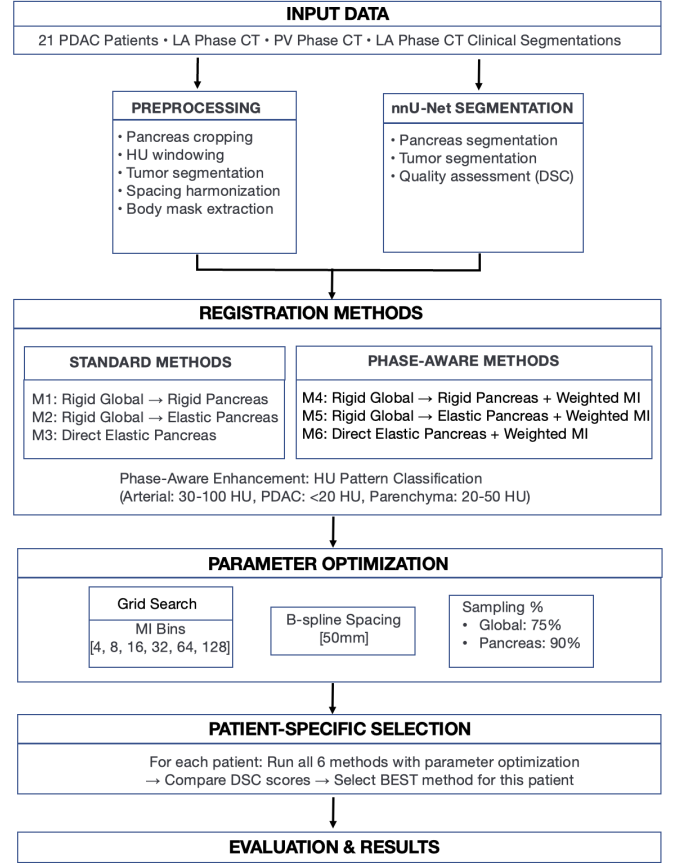 INPUT DATA
21 PDAC Patients • LA Phase CT • PV Phase CT • LA Phase CT Clinical Segmentations
PREPROCESSING
• Pancreas cropping
• HU windowing
• Tumor segmentation
• Spacing harmonization
• Body mask extraction
nnU-Net SEGMENTATION
• Pancreas segmentation
• Tumor segmentation
• Quality assessment (DSC)
REGISTRATION METHODS
STANDARD METHODS
M1: Rigid Global → Rigid Pancreas
M2: Rigid Global → Elastic Pancreas
M3: Direct Elastic Pancreas
PHASE-AWARE METHODS
M4: Rigid Global → Rigid Pancreas + Weighted MI
M5: Rigid Global → Elastic Pancreas + Weighted MI
M6: Direct Elastic Pancreas + Weighted MI
Phase-Aware Enhancement: HU Pattern Classification
(Arterial: 30-100 HU, PDAC: <20 HU, Parenchyma: 20-50 HU)
PARAMETER OPTIMIZATION
Grid Search
MI Bins
[4, 8, 16, 32, 64, 128]
B-spline Spacing
[50mm]
Sampling %
• Global: 75%
• Pancreas: 90%
PATIENT-SPECIFIC SELECTION
For each patient: Run all 6 methods with parameter optimization
→ Compare DSC scores → Select BEST method for this patient
EVALUATION & RESULTS